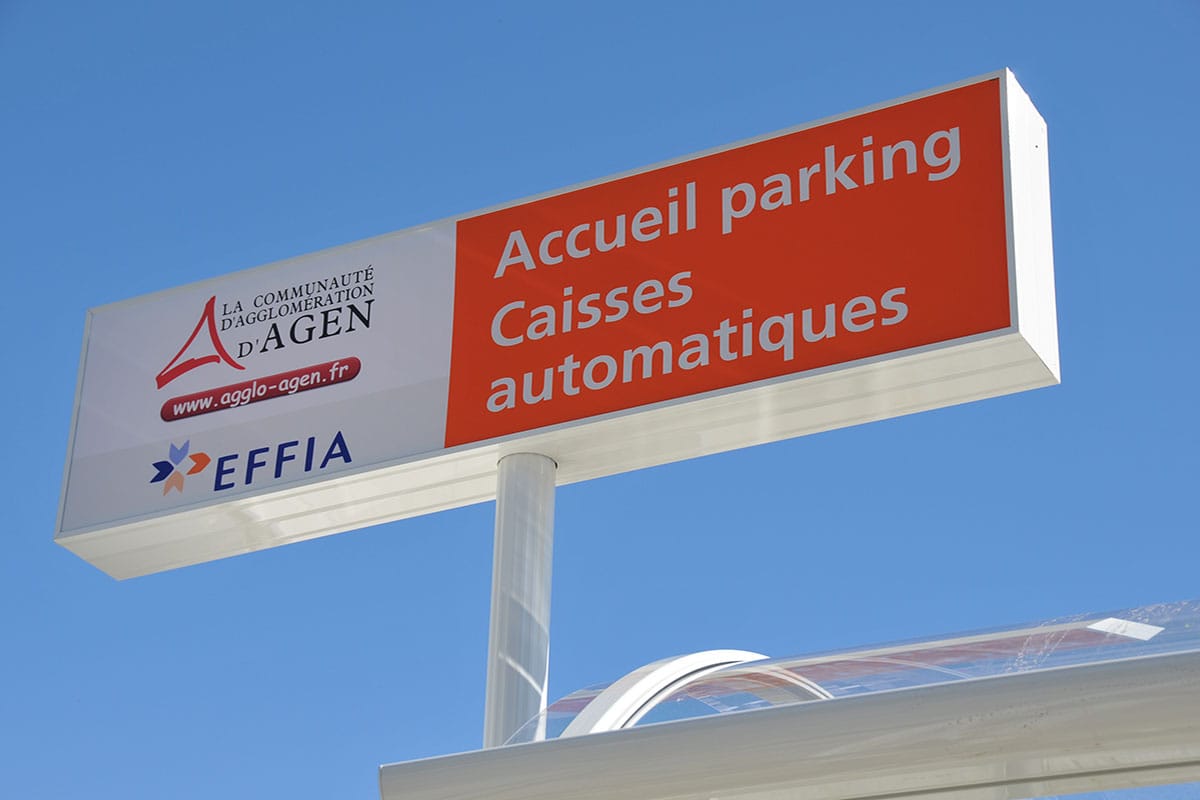 LA COMMUNAUTÉ
D'AGGLOMÉRATION
D'AGEN
www.agglo-agen.fr
EFFIA
Accueil parking
Caisses
automatiques